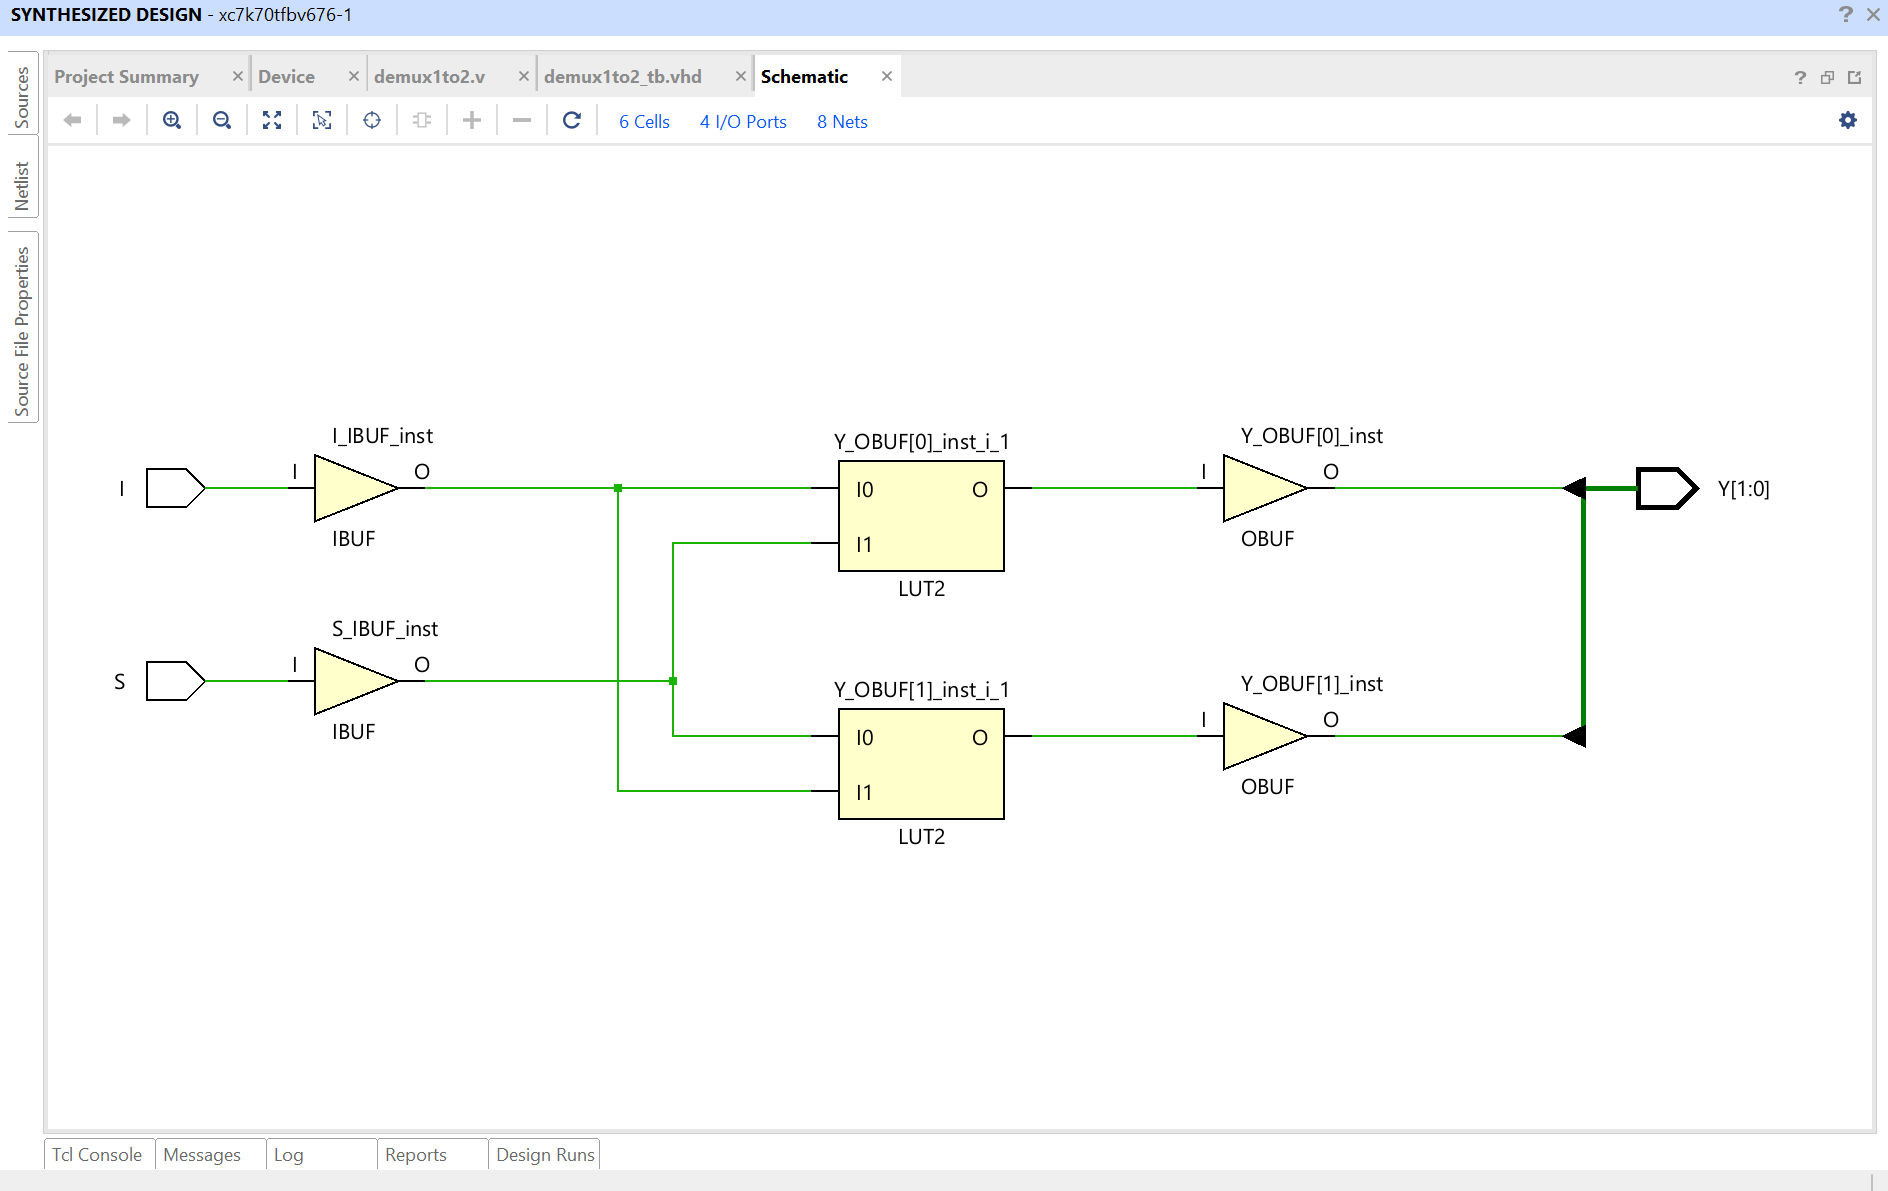 SYNTHESIZED DESIGN - xc7k70tfbv676-1
Sources
Netlist
Source File Properties
Project Summary
Device
demux1to2.v
demux1to2_tb.vhd
Schematic
6 Cells
4 I/O Ports
8 Nets
I
I_IBUF_inst
I
O
IBUF
S
S_IBUF_inst
I
O
IBUF
Y_OBUF[0]_inst_i_1
I0
O
I1
LUT2
Y_OBUF[1]_inst_i_1
I0
O
I1
LUT2
Y_OBUF[0]_inst
I
O
OBUF
Y_OBUF[1]_inst
I
O
OBUF
Y[1:0]
Tcl Console
Messages
Log
Reports
Design Runs